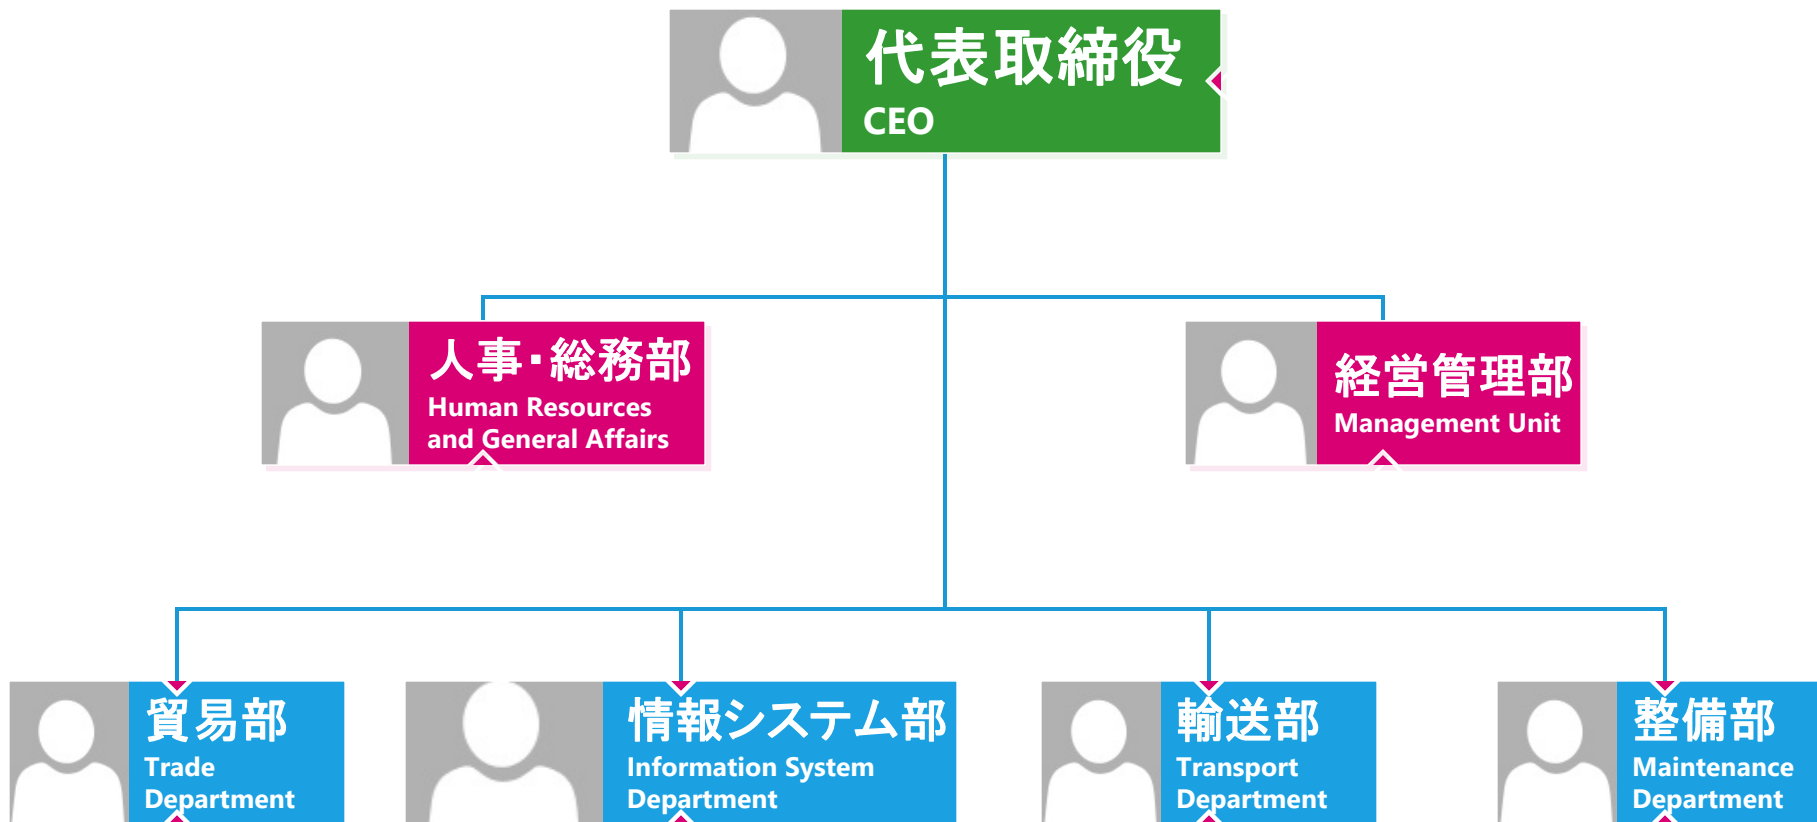 代表取締役
CEO
人事・総務部
Human Resources
and General Affairs
経営管理部
Management Unit
貿易部
Trade
Department
情報システム部
Information System
Department
輸送部
Transport
Department
整備部
Maintenance
Department